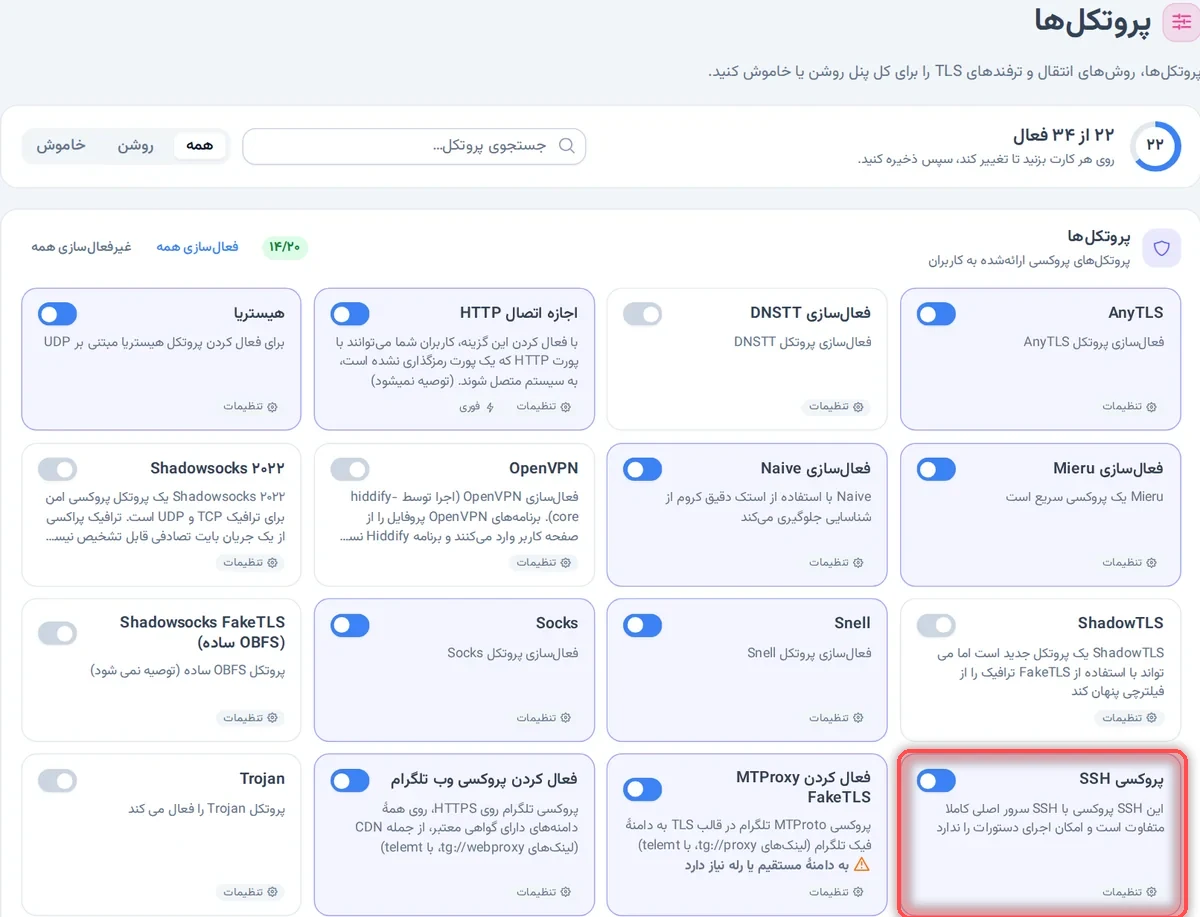 پروتکل‌ها
پروتکل‌ها، روش‌های انتقال و ترفندهای TLS را برای کل پنل روشن یا خاموش کنید.
۲۲
۲۲ از ۳۴ فعال
روی هر کارت بزنید تا تغییر کند، سپس ذخیره کنید.
جستجوی پروتکل...
همه
روشن
خاموش
پروتکل‌ها
پروتکل‌های پروکسی ارائه‌شده به کاربران
۱۴/۲۰
فعال‌سازی همه
غیرفعال‌سازی همه
AnyTLS
فعال‌سازی پروتکل AnyTLS
تنظیمات
فعال‌سازی DNSTT
فعال‌سازی پروتکل DNSTT
تنظیمات
اجازه اتصال HTTP
با فعال کردن این گزینه، کاربران شما می‌توانند با
پورت HTTP که یک پورت رمزگذاری نشده است،
به سیستم متصل شوند. (توصیه نمیشود)
تنظیمات
فوری
هیستریا
برای فعال کردن پروتکل هیستریا مبتنی بر UDP
تنظیمات
فعال‌سازی Mieru
Mieru یک پروکسی سریع است
تنظیمات
فعال‌سازی Naive
Naive با استفاده از استک دقیق کروم از
شناسایی جلوگیری می‌کند
تنظیمات
OpenVPN
فعال‌سازی OpenVPN (اجرا توسط hiddify-
core). برنامه‌های OpenVPN پروفایل را از
صفحه کاربر وارد می‌کنند و برنامه Hiddify نس...
تنظیمات
Shadowsocks ۲۰۲۲
Shadowsocks ۲۰۲۲ یک پروتکل پروکسی امن
برای ترافیک TCP و UDP است. ترافیک پراکسی
از یک جریان بایت تصادفی قابل تشخیص نیس...
تنظیمات
ShadowTLS
ShadowTLS یک پروتکل جدید است اما می
تواند با استفاده از FakeTLS ترافیک را از
فیلترچی پنهان کند
تنظیمات
Snell
فعال‌سازی پروتکل Snell
تنظیمات
Socks
فعال‌سازی پروتکل Socks
تنظیمات
Shadowsocks FakeTLS
(OBFS ساده)
پروتکل OBFS ساده (توصیه نمی شود)
تنظیمات
پروکسی SSH
این SSH پروکسی با SSH سرور اصلی کاملا
متفاوت است و امکان اجرای دستورات را ندارد
تنظیمات
فعال کردن MTProxy
FakeTLS
پروکسی MTProto تلگرام در قالب TLS به دامنهٔ
فیک تلگرام (لینک‌های tg://proxy، با telemt)
⚠ به دامنهٔ مستقیم یا رله نیاز دارد
تنظیمات
فعال کردن پروکسی وب تلگرام
پروکسی تلگرام روی HTTPS، روی همهٔ
دامنه‌های دارای گواهی معتبر، از جمله CDN
(لینک‌های tg://webproxy، با telemt)
تنظیمات
Trojan
پروتکل Trojan را فعال می کند
تنظیمات